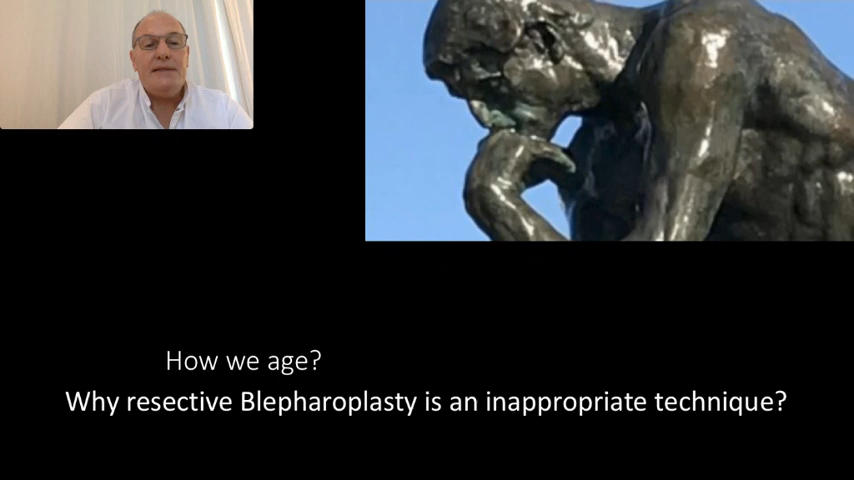 How we age?
Why resective Blepharoplasty is an inappropriate technique?